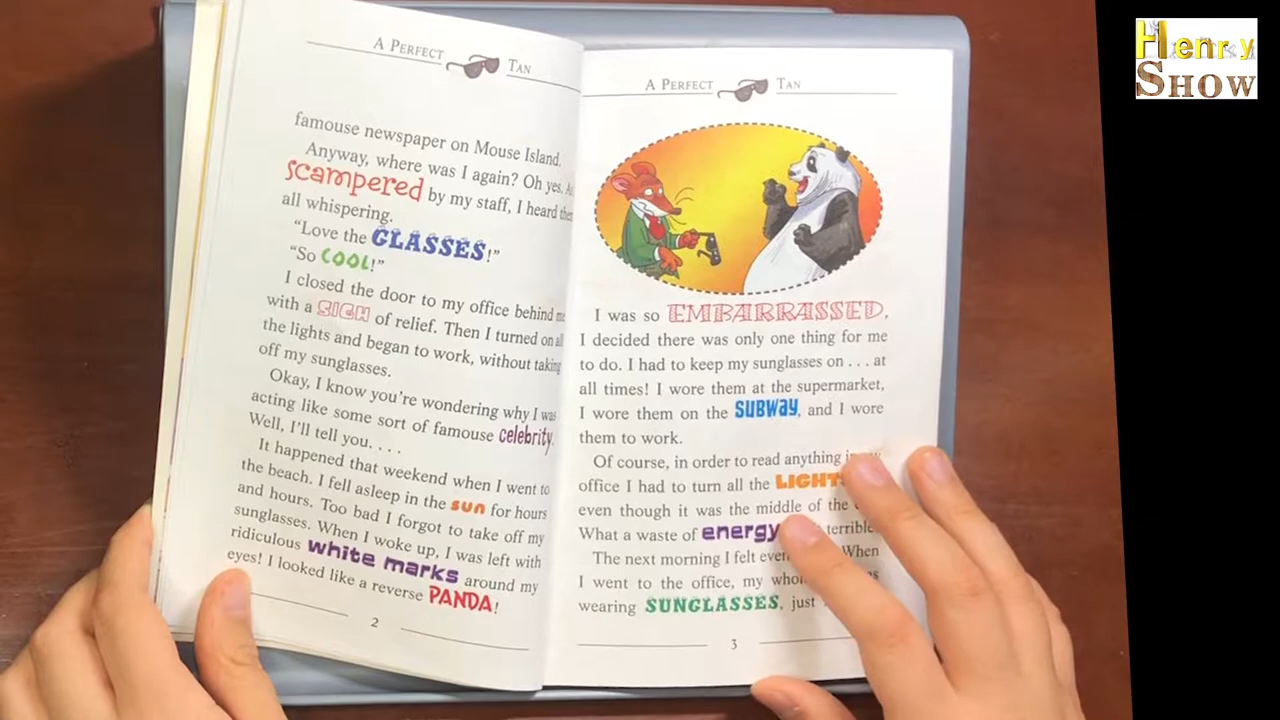 A PERFECT TAN
famouse newspaper on Mouse Island.
Anyway, where was I again? Oh yes. As
scampered by my staff, I heard them
all whispering.
“Love the GLASSES!”
“So COOL!”
I closed the door to my office behind me
with a SIGH of relief. Then I turned on all
the lights and began to work, without taking
off my sunglasses.
Okay, I know you’re wondering why I was
acting like some sort of famouse celebrity.
Well, I’ll tell you. . . .
It happened that weekend when I went to
the beach. I fell asleep in the sun for hours
and hours. Too bad I forgot to take off my
sunglasses. When I woke up, I was left with
ridiculous white marks around my
eyes! I looked like a reverse PANDA!
2
A PERFECT TAN
I was so EMBARRASSED,
I decided there was only one thing for me
to do. I had to keep my sunglasses on . . . at
all times! I wore them at the supermarket,
I wore them on the SUBWAY, and I wore
them to work.
Of course, in order to read anything
office I had to turn all the LIGHTS
even though it was the middle of the
What a waste of energy terrible
The next morning I felt even When
I went to the office, my whole
wearing SUNGLASSES, just
3
Henry
SHOW